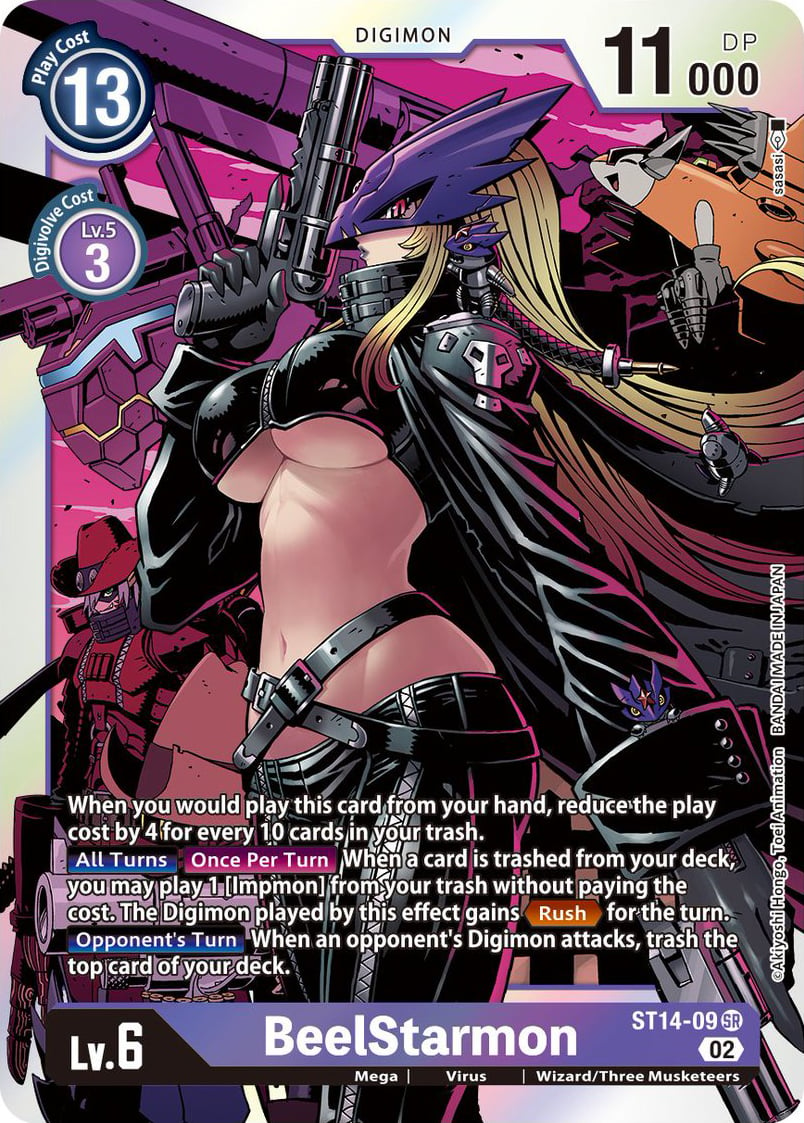 DIGIMON
Play Cost
13
11000
DP
Digivolve Cost
Lv.5
3
sasasi
When you would play this card from your hand, reduce the play
cost by 4 for every 10 cards in your trash.
All Turns Once Per Turn When a card is trashed from your deck,
you may play 1 [Impmon] from your trash without paying the
cost. The Digimon played by this effect gains Rush for the turn.
Opponent's Turn When an opponent's Digimon attacks, trash the
top card of your deck.
©Akiyoshi Hongo, Toei Animation BANDAI MADE IN JAPAN
Lv.6
BeelStarmon
ST14-09 SR
02
Mega | Virus | Wizard/Three Musketeers